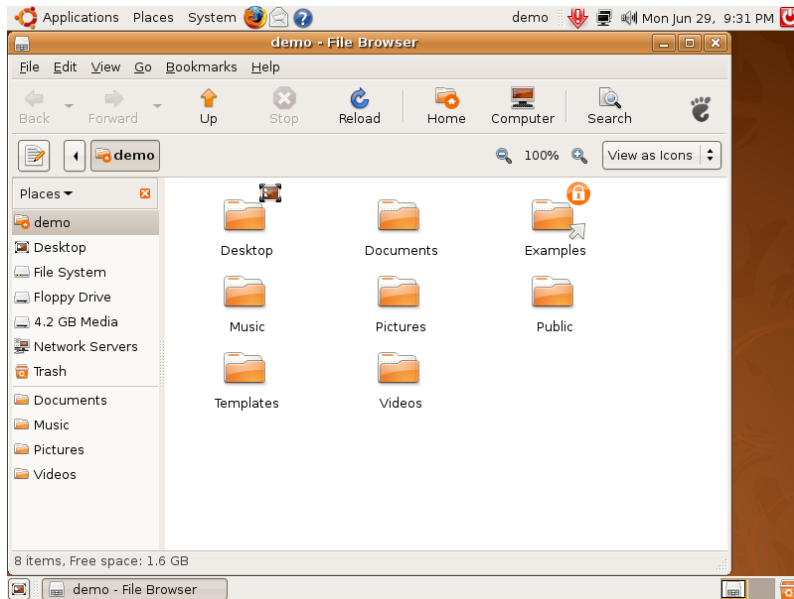 Applications Places System demo Mon Jun 29, 9:31 PM
demo - File Browser
File Edit View Go Bookmarks Help
Back Forward Up Stop Reload Home Computer Search
demo 100% View as Icons
Places
demo
Desktop
File System
Floppy Drive
4.2 GB Media
Network Servers
Trash
Documents
Music
Pictures
Videos
Desktop Documents Examples
Music Pictures Public
Templates Videos
8 items, Free space: 1.6 GB
demo - File Browser